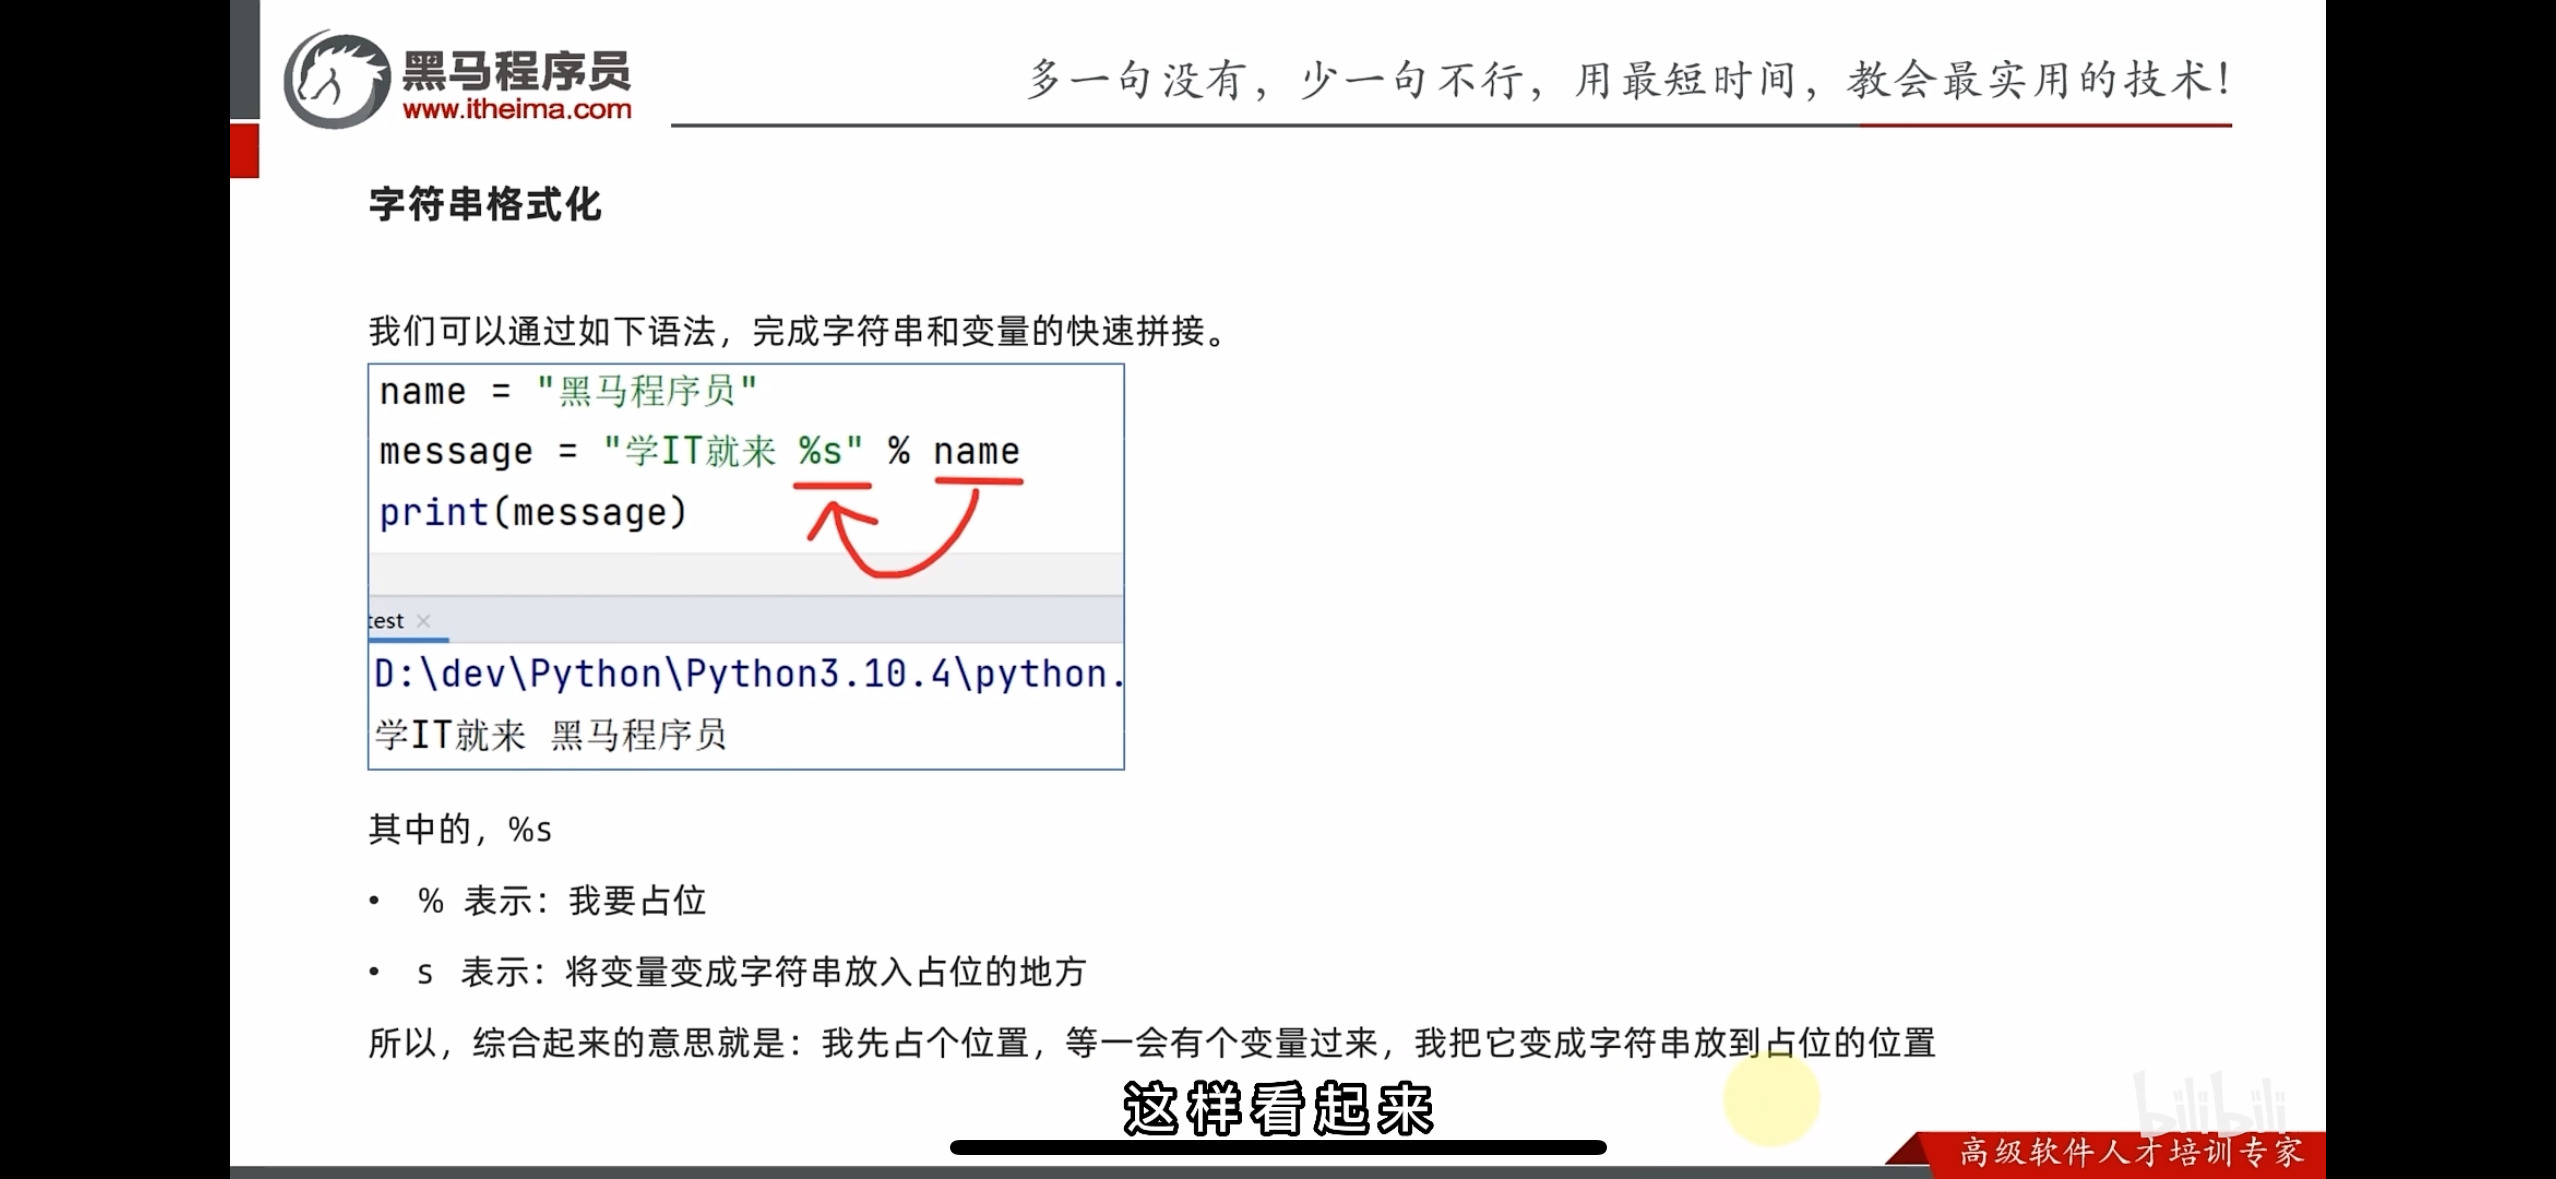 黑马程序员
www.itheima.com
多一句没有，少一句不行，用最短时间，教会最实用的技术！
字符串格式化
我们可以通过如下语法，完成字符串和变量的快速拼接。
name = "黑马程序员"
message = "学IT就来 %s" % name
print(message)
test ×
D:\dev\Python\Python3.10.4\python.
学IT就来 黑马程序员
其中的，%s
• % 表示：我要占位
• s 表示：将变量变成字符串放入占位的地方
所以，综合起来的意思就是：我先占个位置，等一会有个变量过来，我把它变成字符串放到占位的位置
这样看起来
bilibili
高级软件人才培训专家